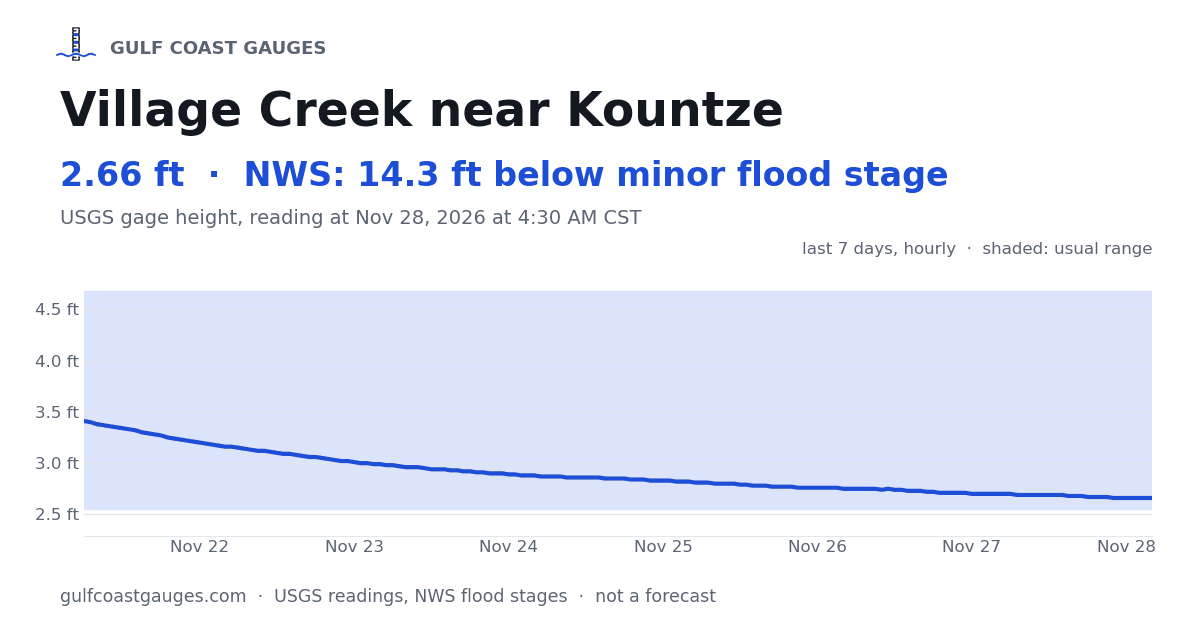 GULF COAST GAUGES
Village Creek near Kountze
2.66 ft · NWS: 14.3 ft below minor flood stage
USGS gage height, reading at Nov 28, 2026 at 4:30 AM CST
last 7 days, hourly · shaded: usual range
4.5 ft
4.0 ft
3.5 ft
3.0 ft
2.5 ft
Nov 22 Nov 23 Nov 24 Nov 25 Nov 26 Nov 27 Nov 28
gulfcoastgauges.com · USGS readings, NWS flood stages · not a forecast